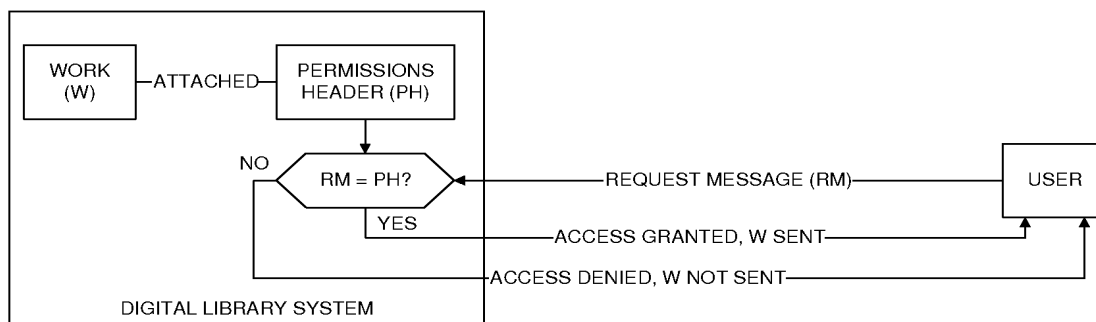 WORK
(W)
ATTACHED
PERMISSIONS
HEADER (PH)
NO
RM = PH?
REQUEST MESSAGE (RM)
USER
YES
ACCESS GRANTED, W SENT
ACCESS DENIED, W NOT SENT
DIGITAL LIBRARY SYSTEM